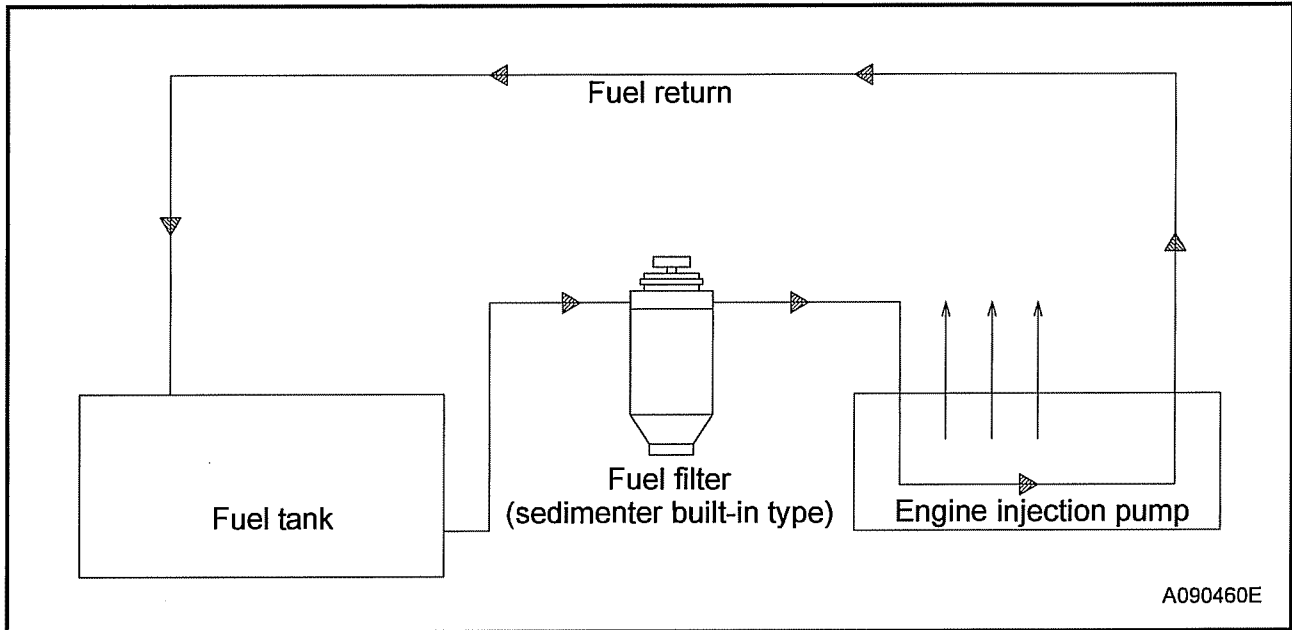 Fuel return
Fuel filter
(sedimenter built-in type)
Fuel tank
Engine injection pump
A090460E